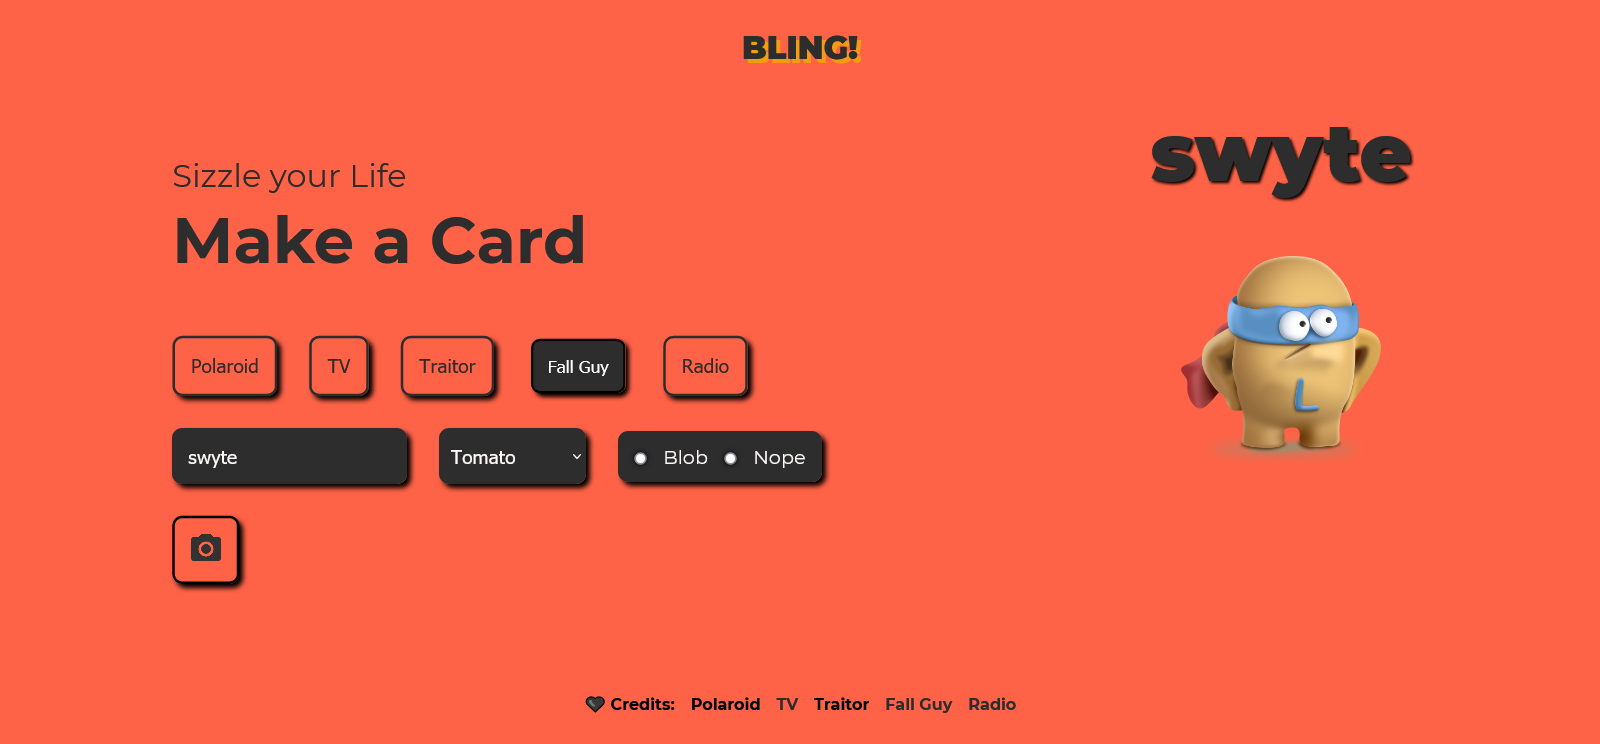 BLING!
Sizzle your Life
Make a Card
Polaroid TV Traitor Fall Guy Radio
swyte Tomato Blob Nope
swyte
L
Credits: Polaroid TV Traitor Fall Guy Radio